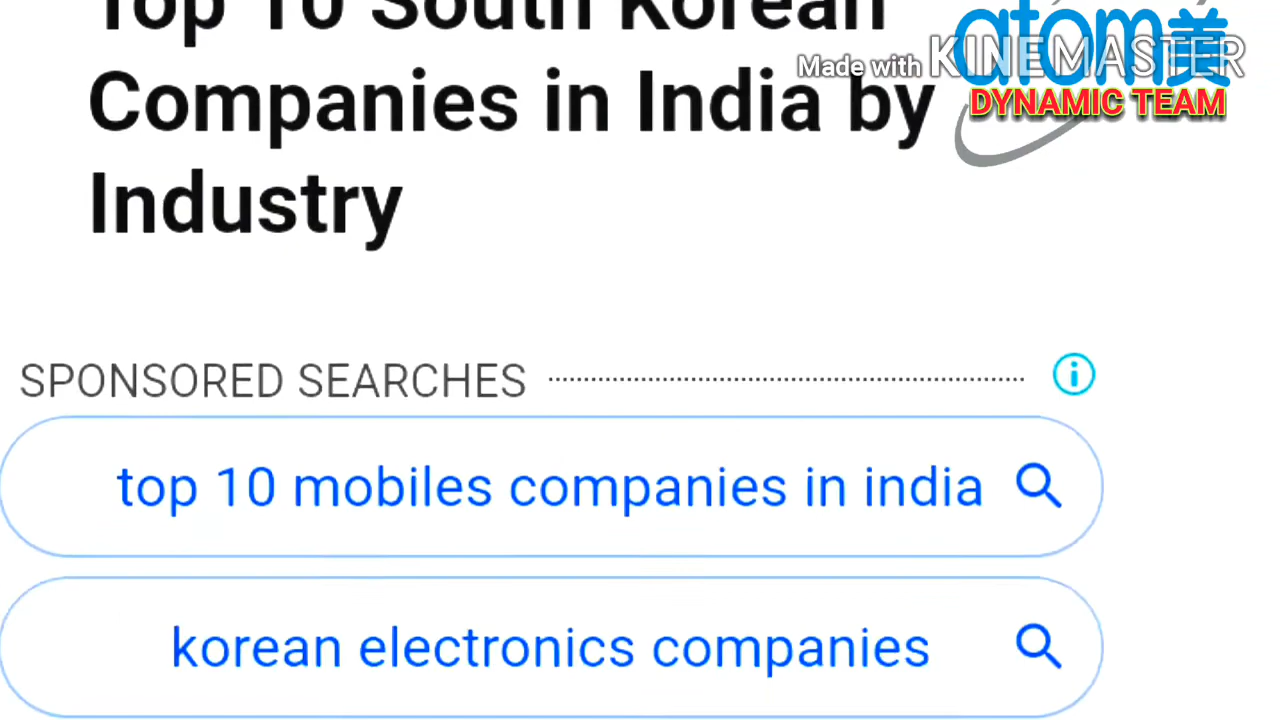 Top 10 South Korean
Companies in India by
Industry
atom美
Made with KINEMASTER
DYNAMIC TEAM
SPONSORED SEARCHES
top 10 mobiles companies in india
korean electronics companies